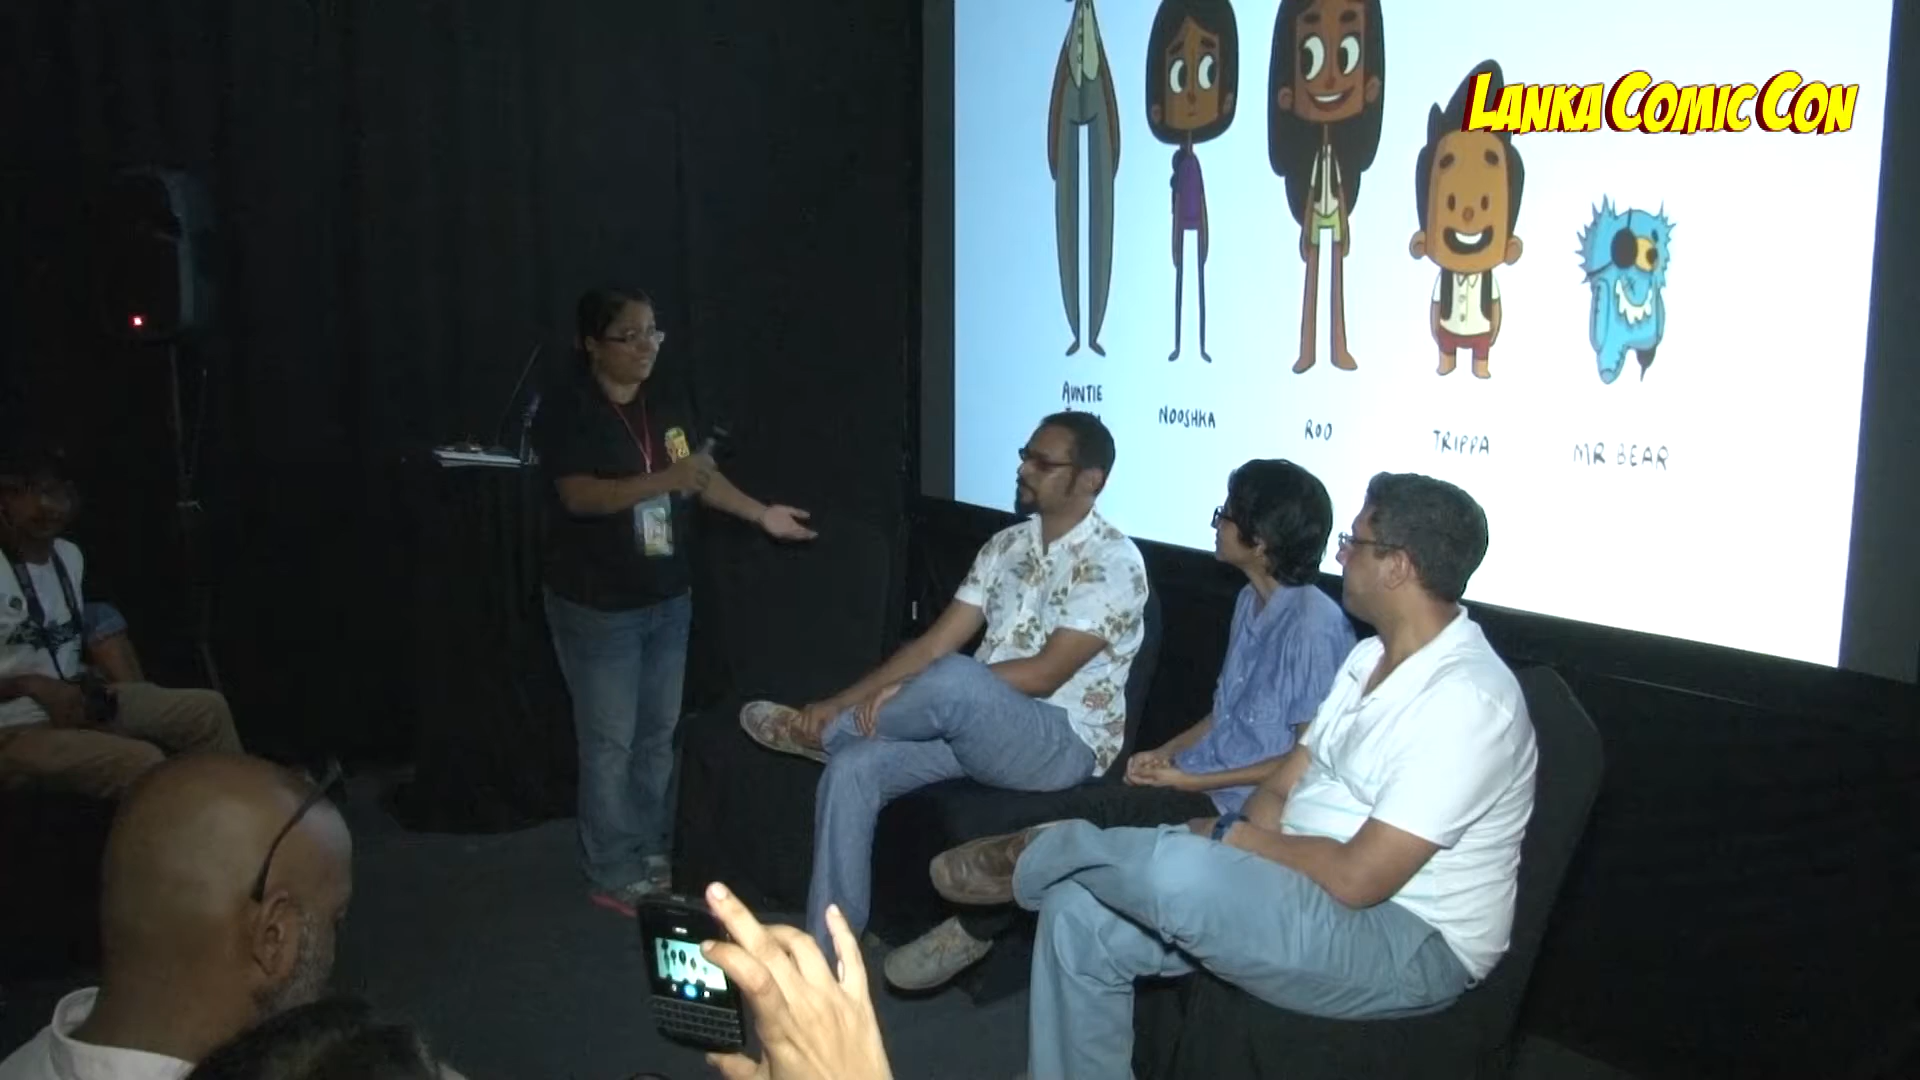 LANKA COMIC CON
AUNTIE
NOOSHKA
ROO
TRIPPA
MR BEAR